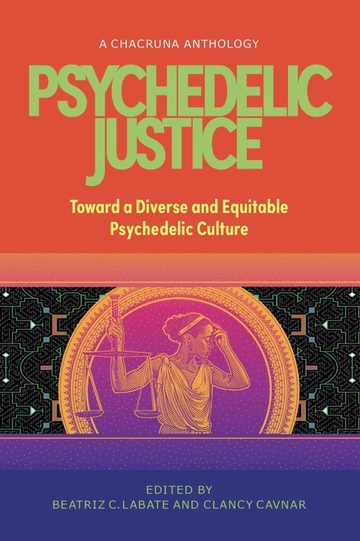 A CHACRUNA ANTHOLOGY
PSYCHEDELIC
JUSTICE
Toward a Diverse and Equitable
Psychedelic Culture
EDITED BY
BEATRIZ C. LABATE AND CLANCY CAVNAR